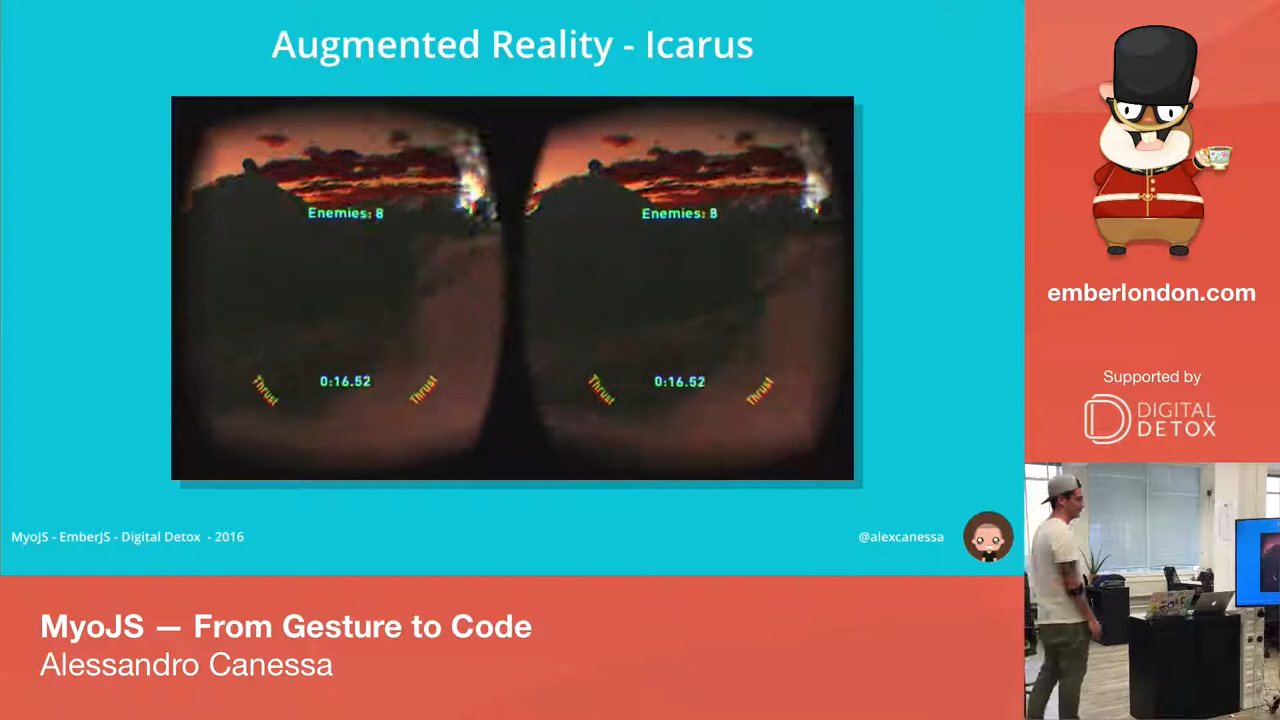 Augmented Reality - Icarus
Enemies: 8
Enemies: 8
0:16.52
Thrust
Thrust
0:16.52
Thrust
Thrust
MyoJS - EmberJS - Digital Detox - 2016
@alexcanessa
MyoJS — From Gesture to Code
Alessandro Canessa
emberlondon.com
Supported by
DIGITAL
DETOX